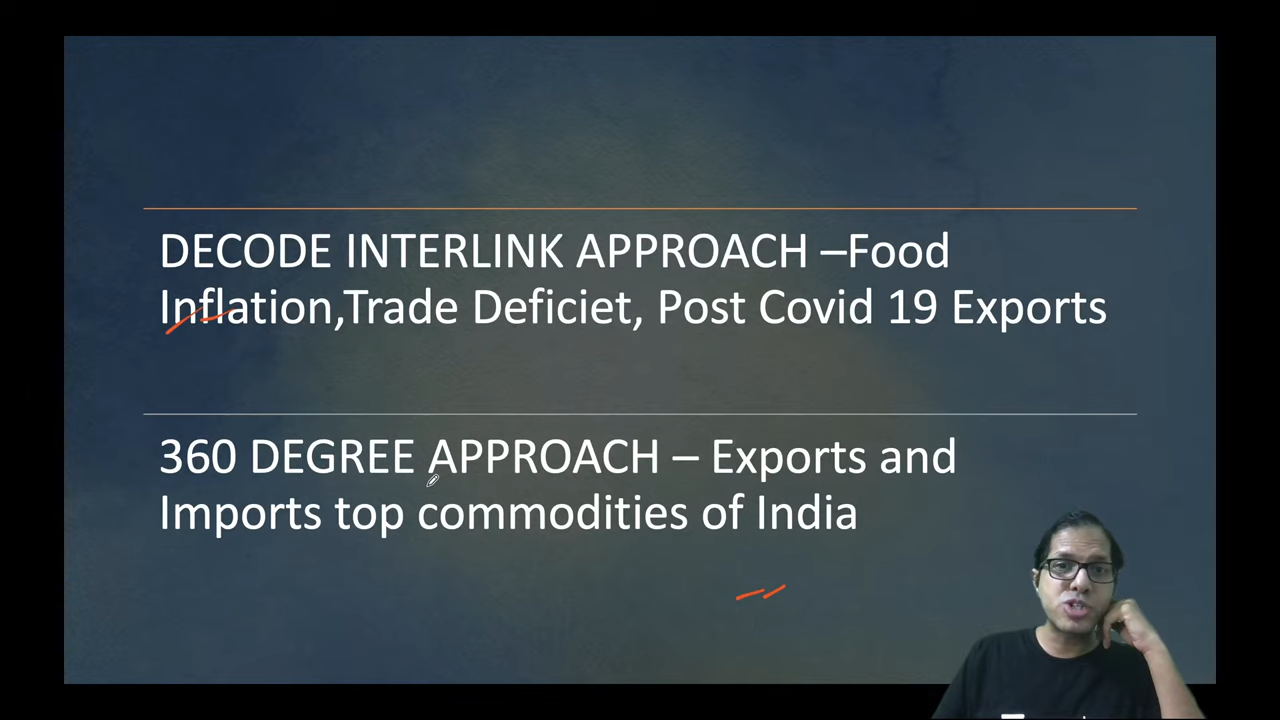 DECODE INTERLINK APPROACH –Food
Inflation,Trade Deficiet, Post Covid 19 Exports
360 DEGREE APPROACH – Exports and
Imports top commodities of India